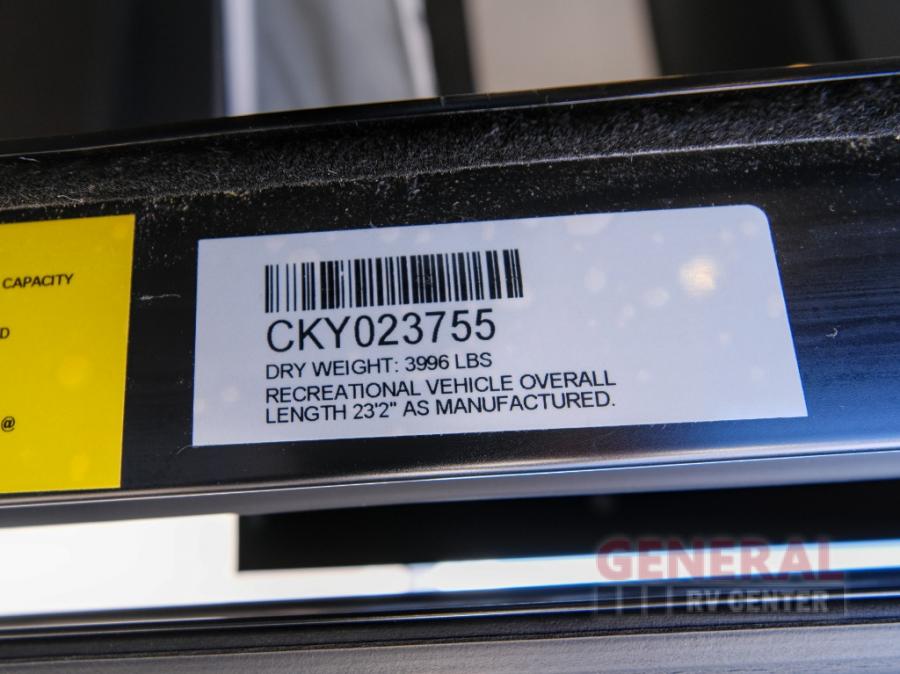 CAPACITY
D
@
CKY023755
DRY WEIGHT: 3996 LBS
RECREATIONAL VEHICLE OVERALL
LENGTH 23'2" AS MANUFACTURED.
GENERAL
RV CENTER